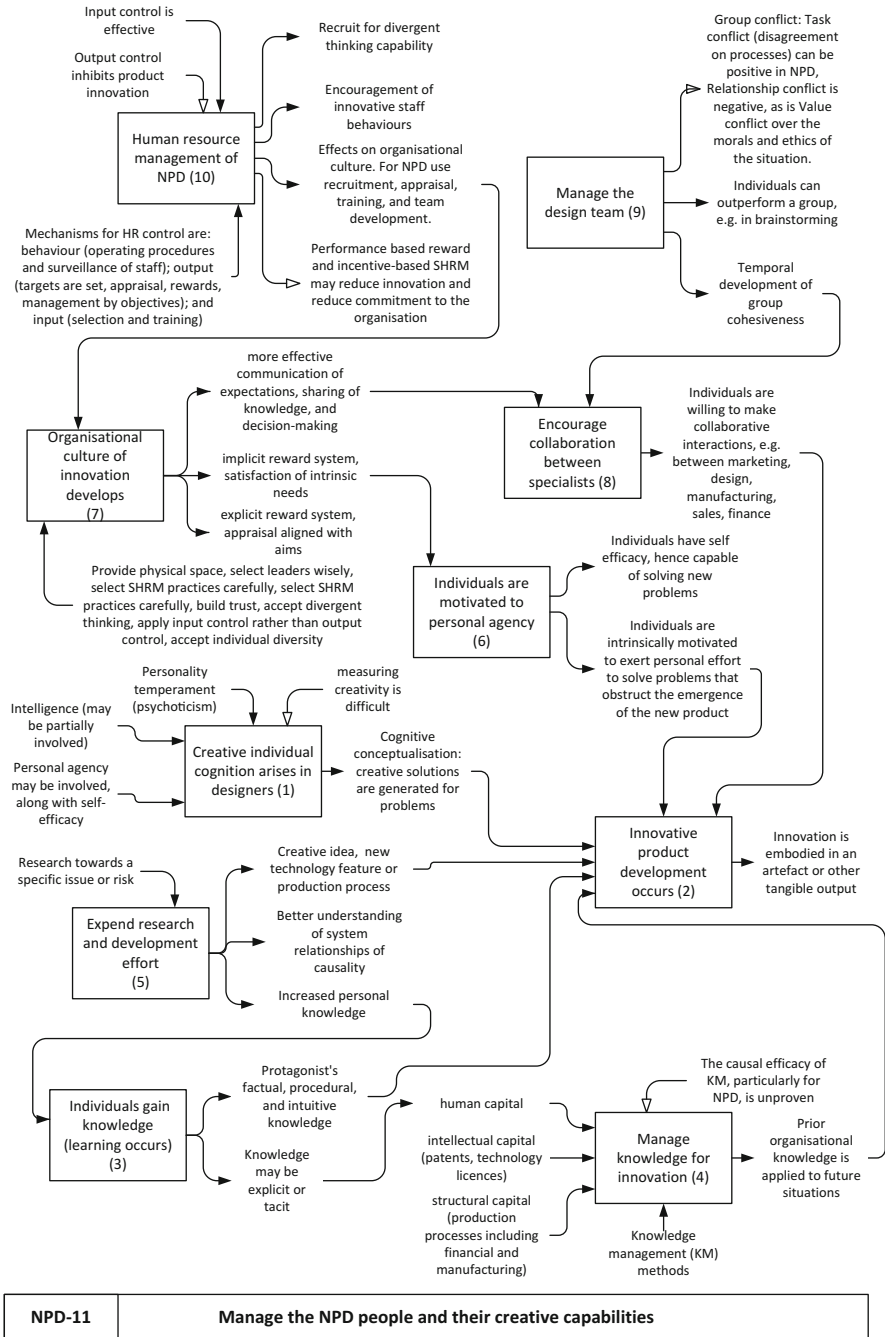 Input control is
effective
Output control
inhibits product
innovation
Human resource
management of
NPD (10)
Mechanisms for HR control are:
behaviour (operating procedures
and surveillance of staff); output
(targets are set, appraisal, rewards,
management by objectives); and
input (selection and training)
Recruit for divergent
thinking capability
Encouragement of
innovative staff
behaviours
Effects on organisational
culture. For NPD use
recruitment, appraisal,
training, and team
development.
Performance based reward
and incentive-based SHRM
may reduce innovation and
reduce commitment to the
organisation
Manage the
design team (9)
Group conflict: Task
conflict (disagreement
on processes) can be
positive in NPD,
Relationship conflict is
negative, as is Value
conflict over the
morals and ethics
of the situation.
Individuals can
outperform a group,
e.g. in brainstorming
Temporal
development of
group
cohesiveness
Organisational
culture of
innovation
develops
(7)
more effective
communication of
expectations, sharing of
knowledge, and
decision-making
implicit reward system,
satisfaction of intrinsic
needs
explicit reward system,
appraisal aligned with
aims
Provide physical space, select leaders wisely,
select SHRM practices carefully, select SHRM
practices carefully, build trust, accept divergent
thinking, apply input control rather than output
control, accept individual diversity
Encourage
collaboration
between
specialists (8)
Individuals are
willing to make
collaborative
interactions, e.g.
between marketing,
design,
manufacturing,
sales, finance
Individuals are
motivated to
personal agency
(6)
Individuals have self
efficacy, hence capable
of solving new
problems
Individuals are
intrinsically motivated
to exert personal effort
to solve problems that
obstruct the emergence
of the new product
Personality
temperament
(psychoticism)
measuring
creativity is
difficult
Intelligence (may
be partially
involved)
Personal agency
may be involved,
along with self-
efficacy
Creative individual
cognition arises in
designers (1)
Cognitive
conceptualisation:
creative solutions
are generated for
problems
Innovative
product
development
occurs (2)
Innovation is
embodied in an
artefact or other
tangible output
Research towards a
specific issue or risk
Expend research
and development
effort
(5)
Creative idea, new
technology feature or
production process
Better understanding
of system
relationships of
causality
Increased personal
knowledge
Individuals gain
knowledge
(learning occurs)
(3)
Protagonist's
factual, procedural,
and intuitive
knowledge
Knowledge
may be
explicit or
tacit
human capital
intellectual capital
(patents, technology
licences)
structural capital
(production
processes including
financial and
manufacturing)
The causal efficacy of
KM, particularly for
NPD, is unproven
Manage
knowledge for
innovation (4)
Knowledge
management (KM)
methods
Prior
organisational
knowledge is
applied to future
situations
NPD-11 Manage the NPD people and their creative capabilities